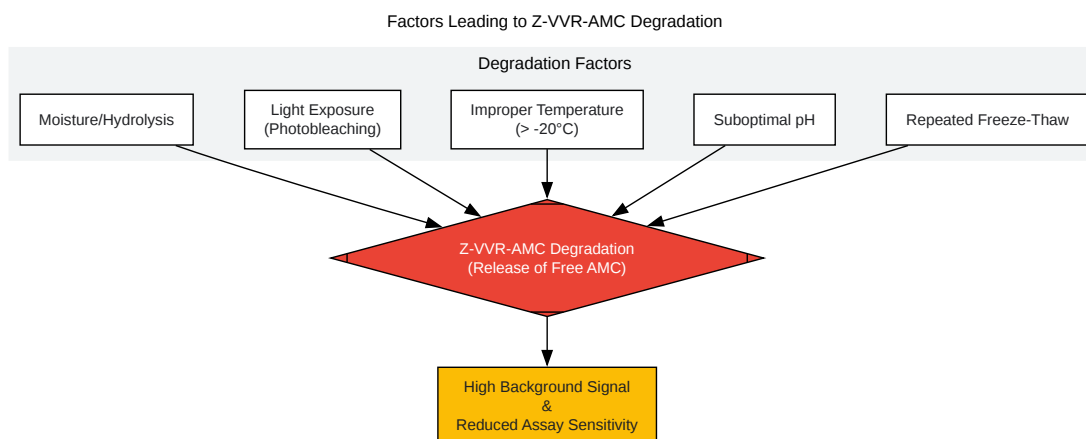 Factors Leading to Z-VVR-AMC Degradation
Degradation Factors
Moisture/Hydrolysis
Light Exposure
(Photobleaching)
Improper Temperature
(> -20°C)
Suboptimal pH
Repeated Freeze-Thaw
Z-VVR-AMC Degradation
(Release of Free AMC)
High Background Signal
&
Reduced Assay Sensitivity